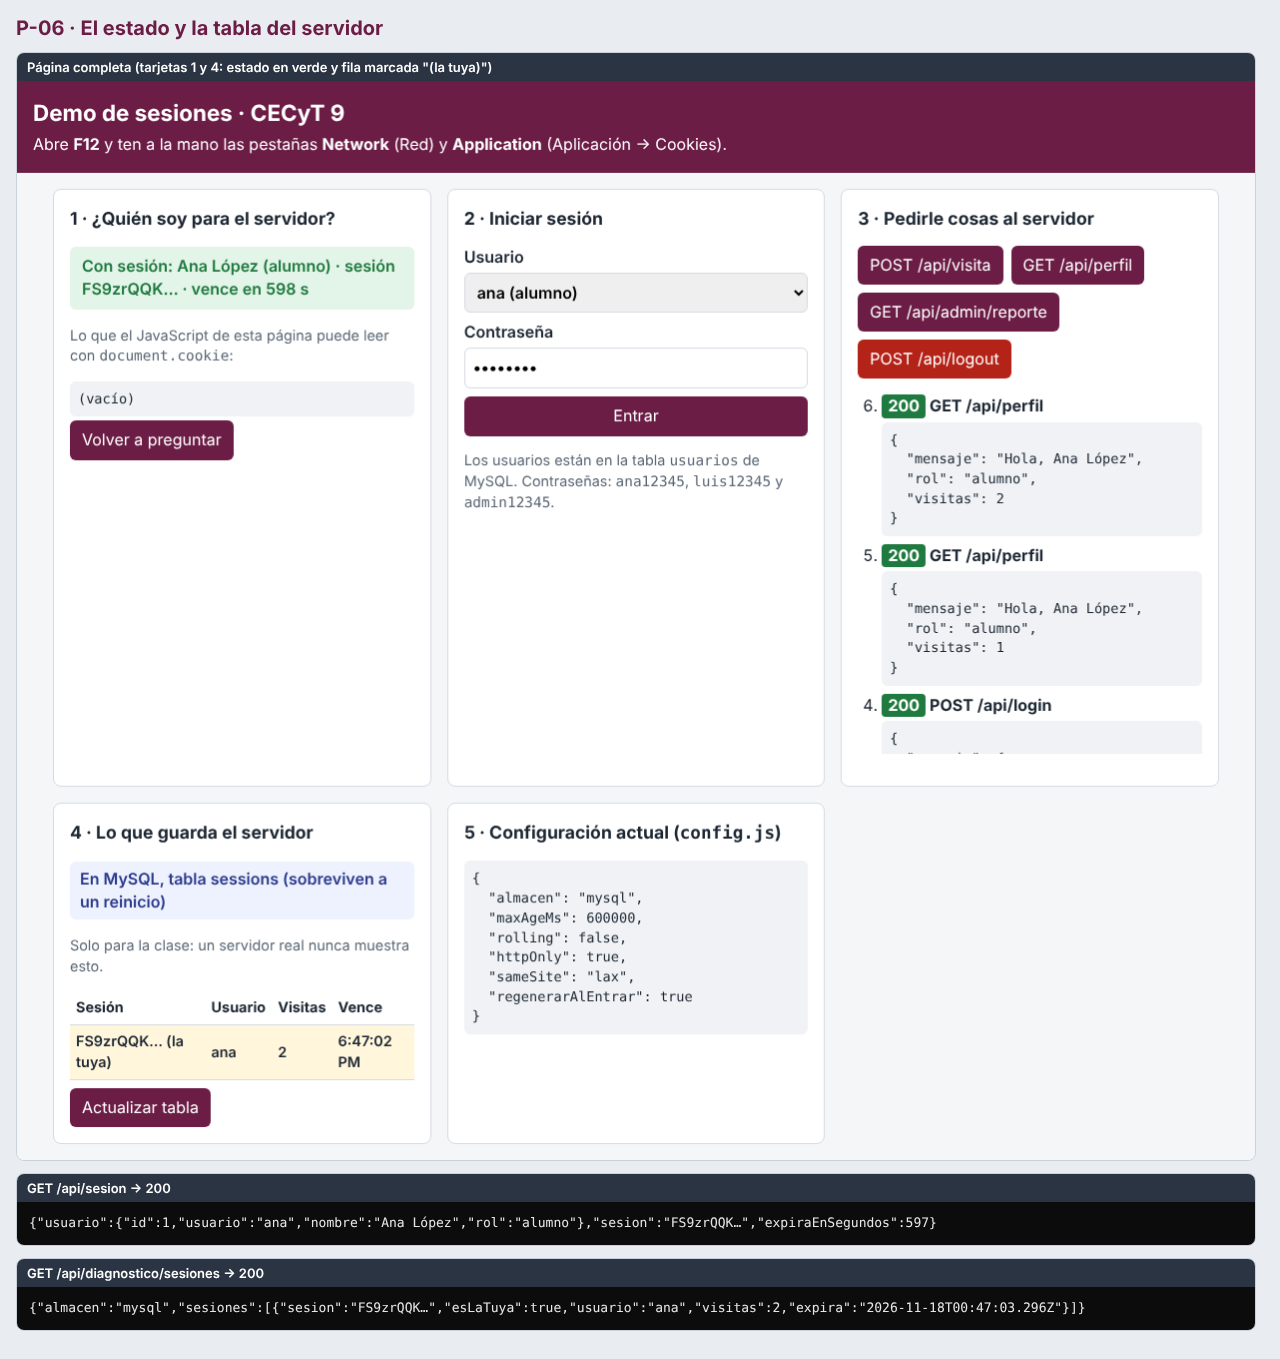 P-06 · El estado y la tabla del servidor
Página completa (tarjetas 1 y 4: estado en verde y fila marcada "(la tuya)")
Demo de sesiones · CECyT 9
Abre F12 y ten a la mano las pestañas Network (Red) y Application (Aplicación → Cookies).
1 · ¿Quién soy para el servidor?
Con sesión: Ana López (alumno) · sesión
FS9zrQQK… · vence en 598 s
Lo que el JavaScript de esta página puede leer
con document.cookie:
(vacío)
Volver a preguntar
2 · Iniciar sesión
Usuario
ana (alumno)
Contraseña
••••••••
Entrar
Los usuarios están en la tabla usuarios de
MySQL. Contraseñas: ana12345, luis12345 y
admin12345.
3 · Pedirle cosas al servidor
POST /api/visita
GET /api/perfil
GET /api/admin/reporte
POST /api/logout
6. 200 GET /api/perfil
{
"mensaje": "Hola, Ana López",
"rol": "alumno",
"visitas": 2
}
5. 200 GET /api/perfil
{
"mensaje": "Hola, Ana López",
"rol": "alumno",
"visitas": 1
}
4. 200 POST /api/login
{
4 · Lo que guarda el servidor
En MySQL, tabla sessions (sobreviven a
un reinicio)
Solo para la clase: un servidor real nunca muestra
esto.
Sesión Usuario Visitas Vence
FS9zrQQK… (la tuya) ana 2 6:47:02 PM
Actualizar tabla
5 · Configuración actual (config.js)
{
"almacen": "mysql",
"maxAgeMs": 600000,
"rolling": false,
"httpOnly": true,
"sameSite": "lax",
"regenerarAlEntrar": true
}
GET /api/sesion → 200
{"usuario":{"id":1,"usuario":"ana","nombre":"Ana López","rol":"alumno"},"sesion":"FS9zrQQK…","expiraEnSegundos":597}
GET /api/diagnostico/sesiones → 200
{"almacen":"mysql","sesiones":[{"sesion":"FS9zrQQK…","esLaTuya":true,"usuario":"ana","visitas":2,"expira":"2026-11-18T00:47:03.296Z"}]}